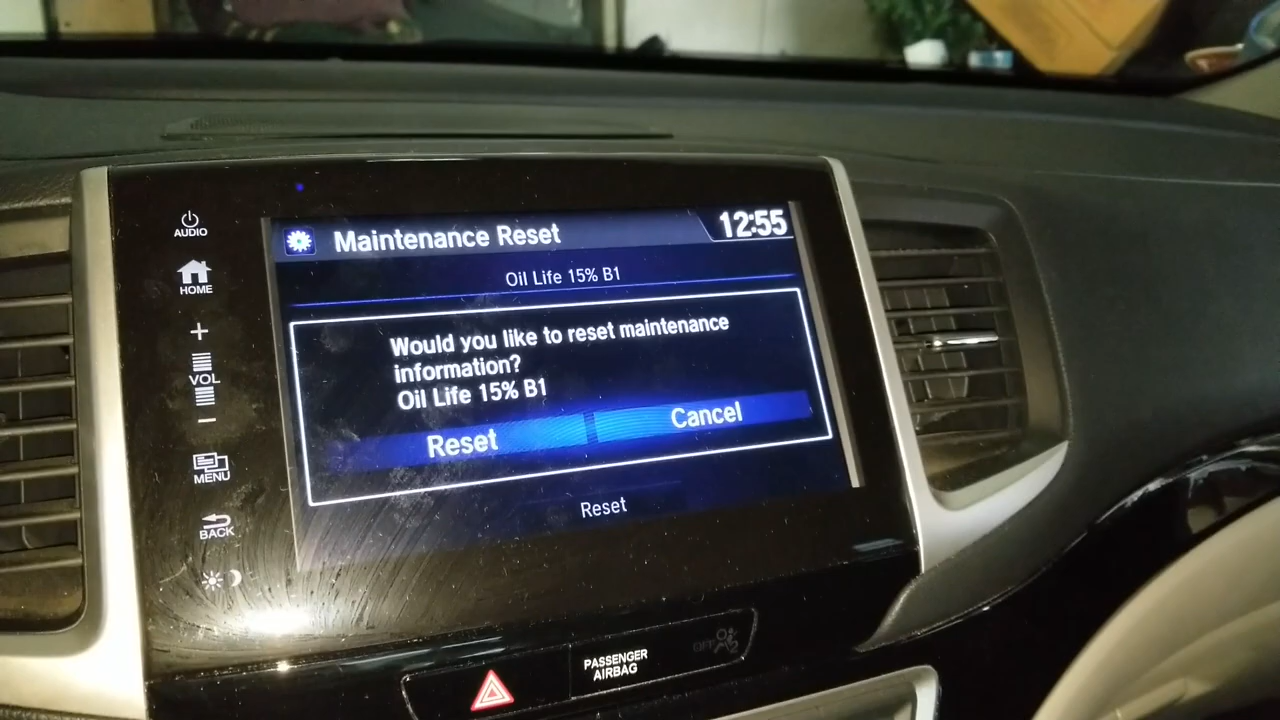 AUDIO
HOME
+
VOL
−
MENU
BACK
Maintenance Reset
12:55
Oil Life 15% B1
Would you like to reset maintenance
information?
Oil Life 15% B1
Reset
Cancel
Reset
PASSENGER
AIRBAG
OFF
2